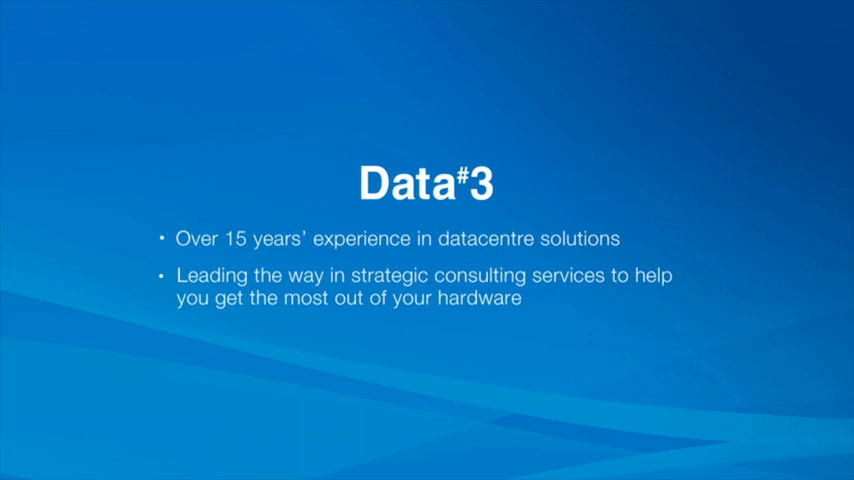 Data#3
• Over 15 years’ experience in datacentre solutions
• Leading the way in strategic consulting services to help
you get the most out of your hardware